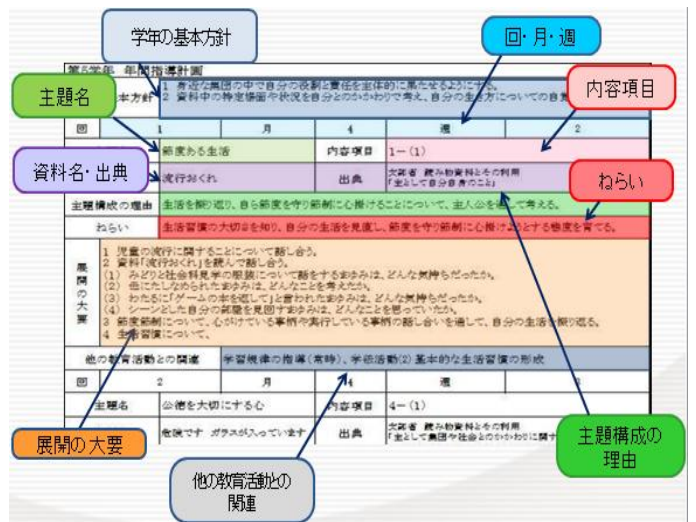 学年の基本方針
回・月・週
第5学年 年間指導計画
主題名
内容項目
本方針
1 身近な集団の中で自分の役割と責任を主体的に果たせるようにする。
2 資料中の特定場面や状況を自分とのかかわりで考え、自分の生き方についての自覚
回 1 月 4 週 2
節度ある生活 内容項目 1-(1)
資料名・出典
流行おくれ 出典 文部省 読み物資料とその利用
「主として自分自身のこと」
ねらい
主題構成の理由 生活を振り返り、自ら節度を守り節制に心掛けることについて、主人公を通して考える。
ねらい 生活習慣の大切さを知り、自分の生活を見直し、節度を守り節制に心掛けようとする態度を育てる。
展開の大要
1 児童の流行に関することについて話し合う。
2 資料「流行おくれ」を読んで話し合う。
(1) みどりと社会科見学の服装について話をするまゆみは、どんな気持ちだったか。
(2) 母にたしなめられたまゆみは、どんなことを考えたか。
(3) わたるに「ゲームの本を返して」と言われたまゆみは、どんな気持ちだったか。
(4) シーンとした自分の部屋を見回すまゆみは、どんなことを思っていたか。
3 節度節制について、心がけている事柄や実行している事柄の話し合いを通して、自分の生活を振り返る。
4 生活習慣について、
他の教育活動との関連 学習規律の指導(常時)、学級活動(2) 基本的な生活習慣の形成
回 2 月 4 週
主題名 公徳を大切にする心 内容項目 4-(1)
危険です ガラスが入っています 出典 文部省 読み物資料とその利用
「主として集団や社会とのかかわりに関す
展開の大要
主題構成の
理由
他の教育活動との
関連